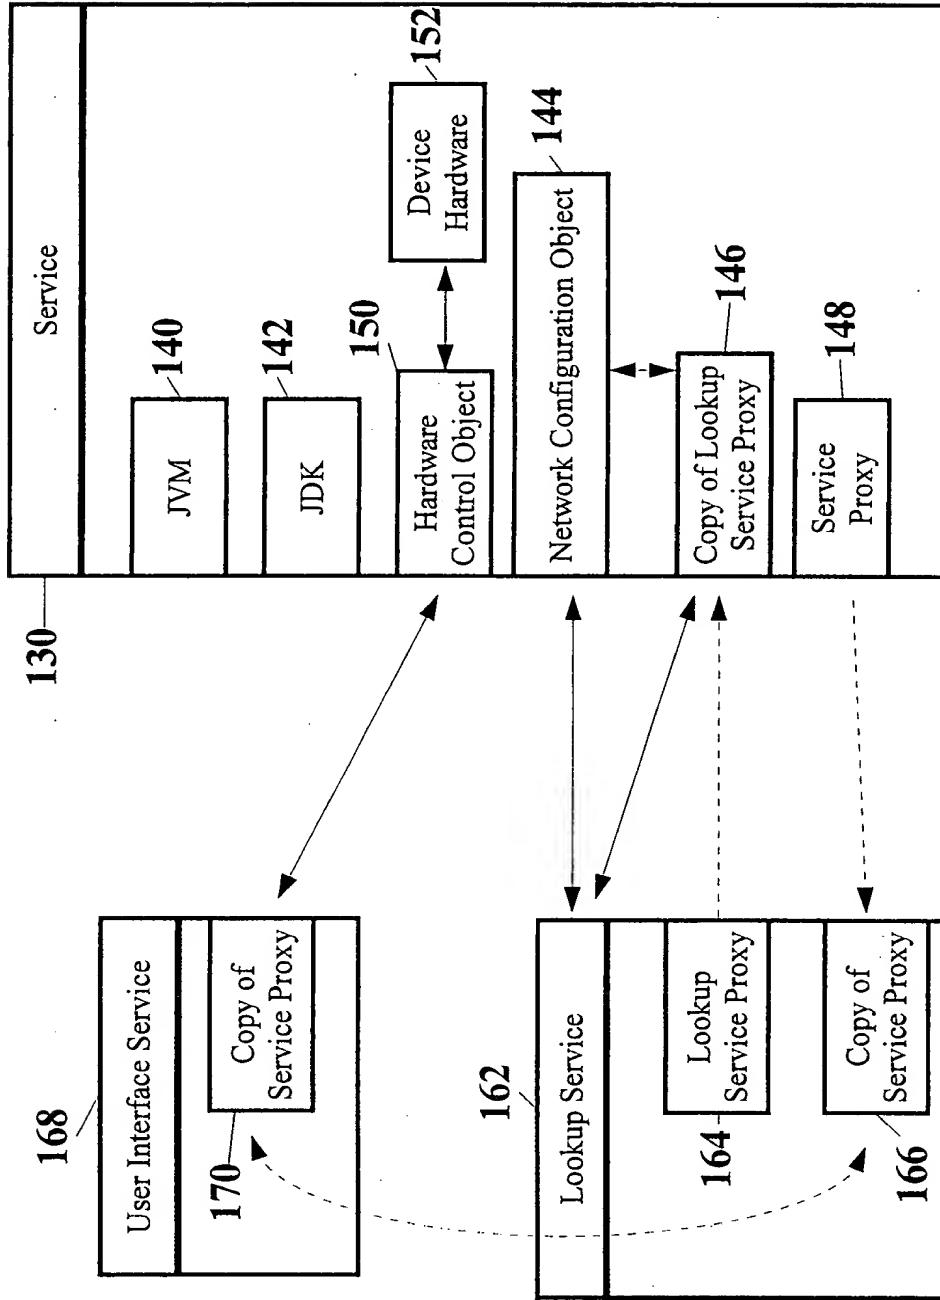 168
User Interface Service
170
Copy of
Service Proxy
162
Lookup Service
164
Lookup
Service Proxy
166
Copy of
Service Proxy
130
Service
140
JVM
142
JDK
150
Hardware
Control Object
152
Device
Hardware
144
Network Configuration Object
146
Copy of Lookup
Service Proxy
148
Service
Proxy